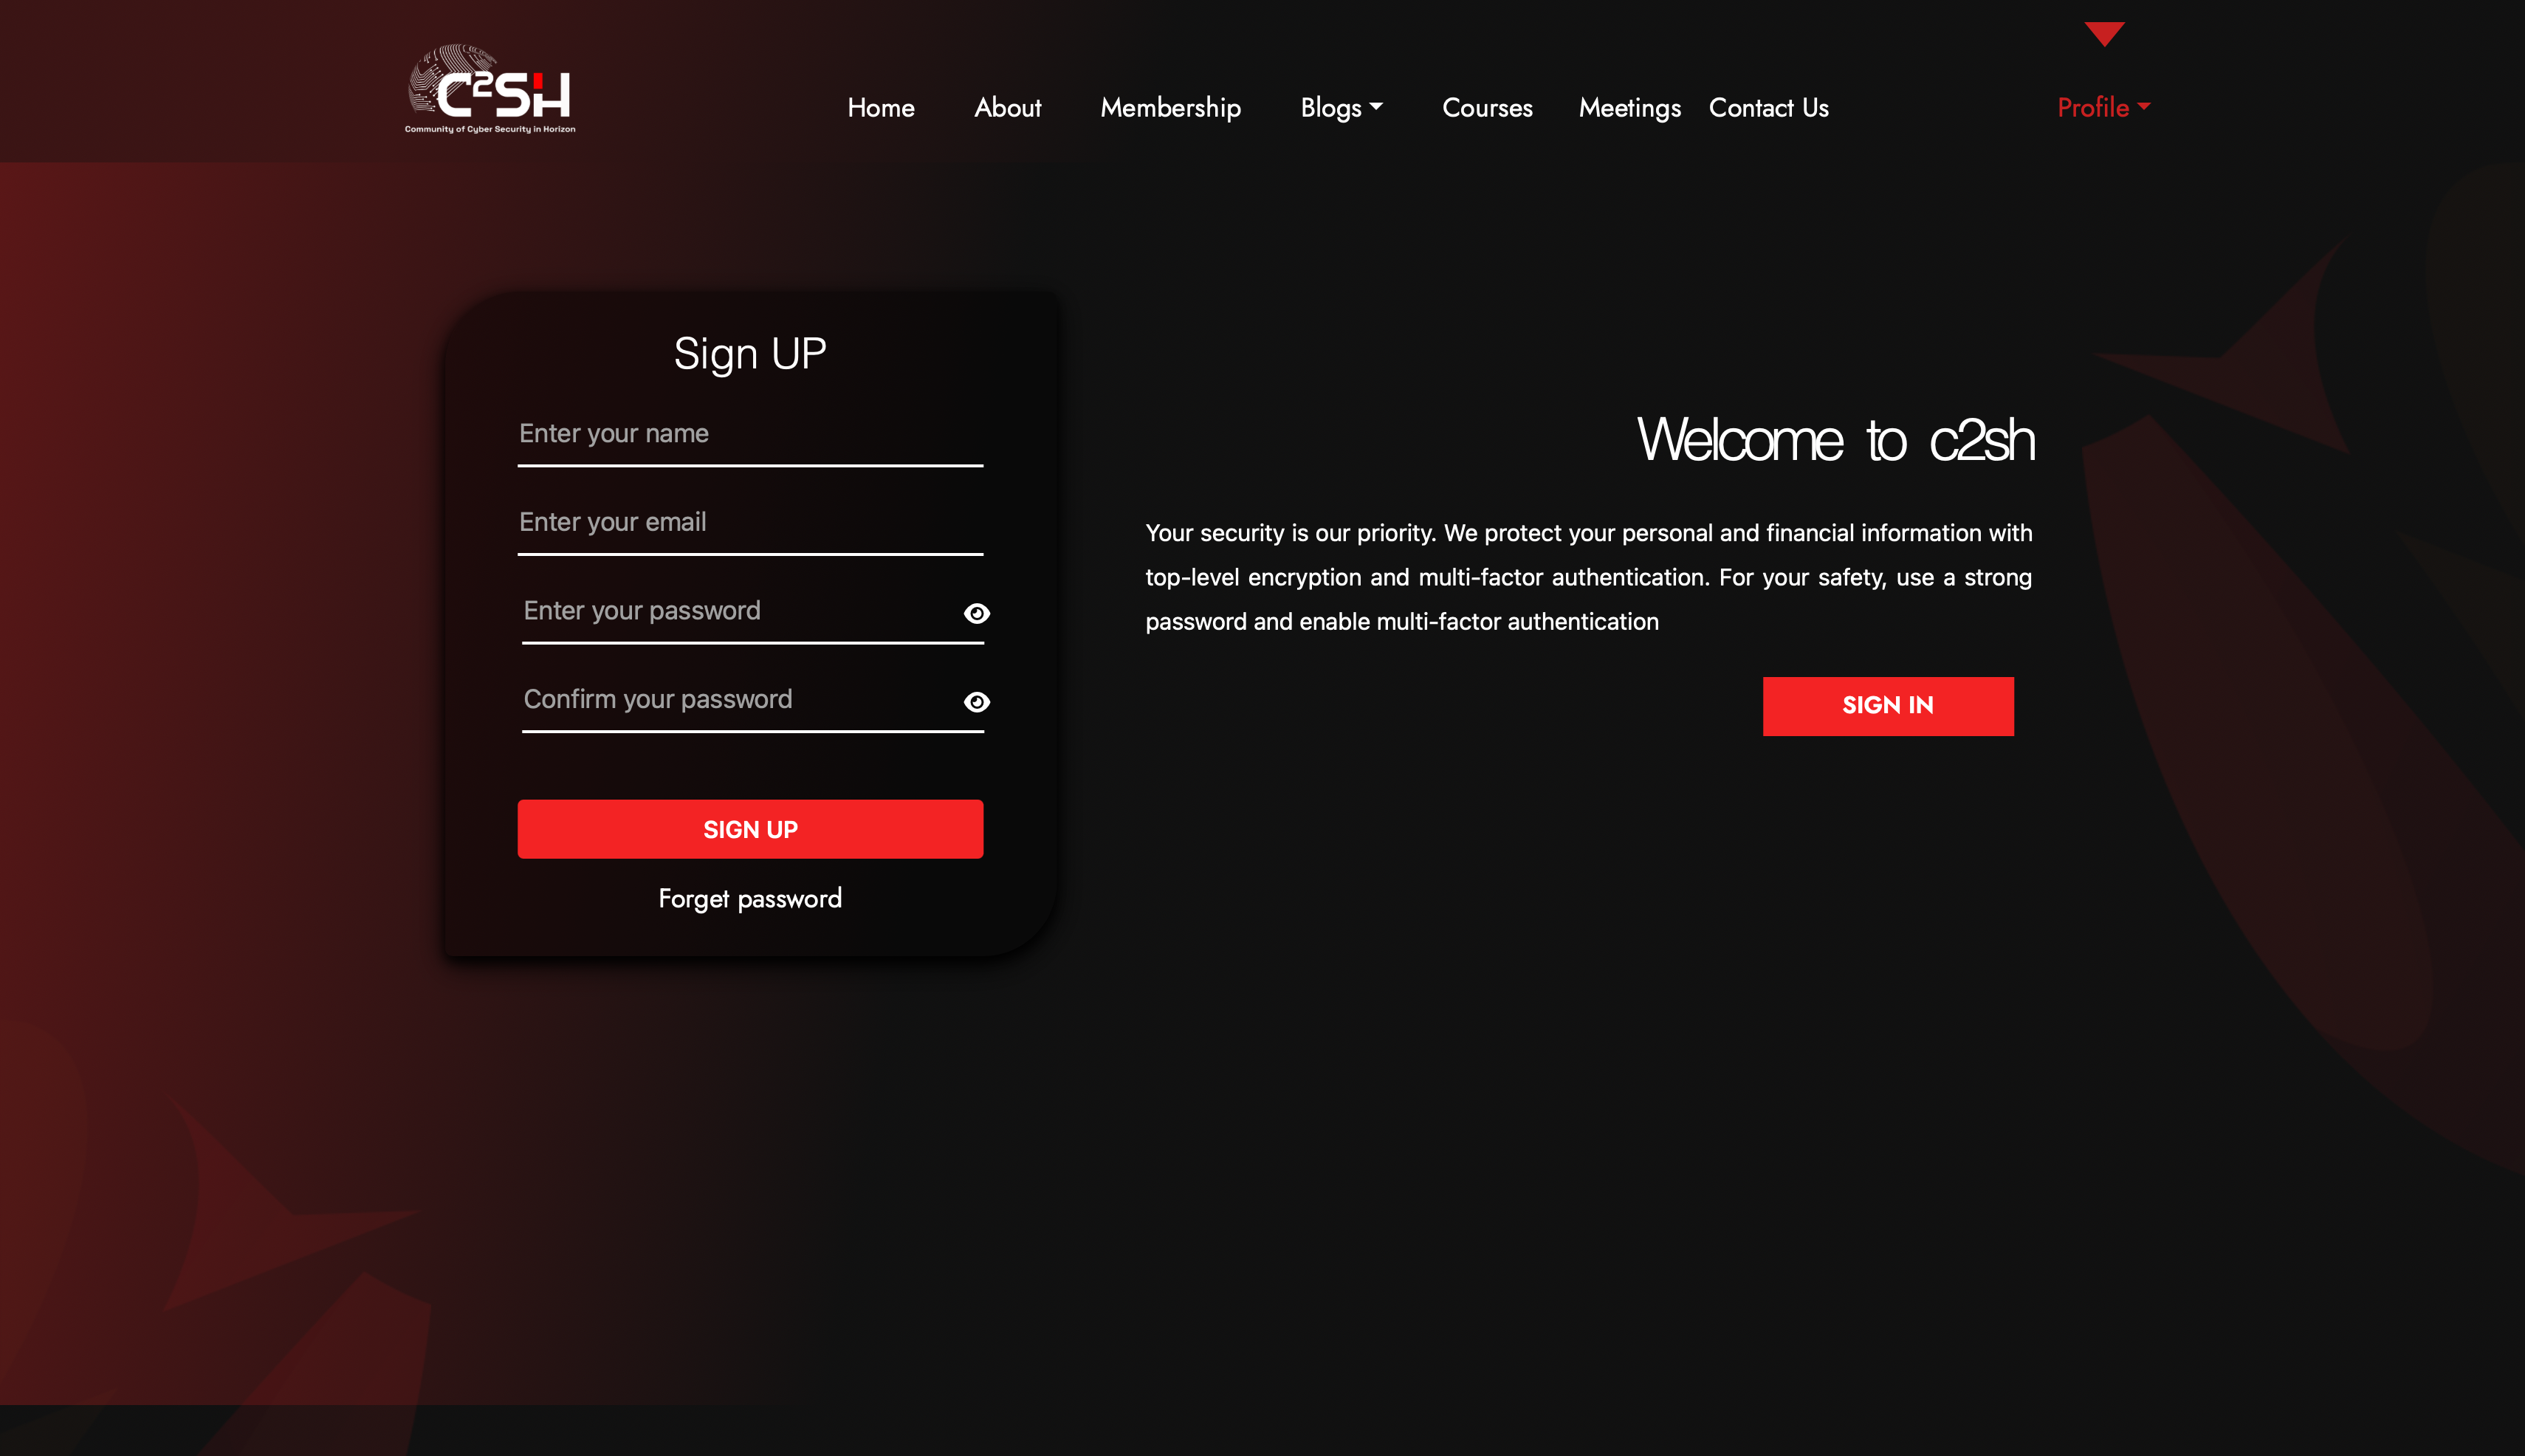 C²SH
Community of Cyber Security in Horizon
Home About Membership Blogs Courses Meetings Contact Us Profile
Sign UP
Enter your name
Enter your email
Enter your password
Confirm your password
SIGN UP
Forget password
Welcome to c2sh
Your security is our priority. We protect your personal and financial information with
top-level encryption and multi-factor authentication. For your safety, use a strong
password and enable multi-factor authentication
SIGN IN